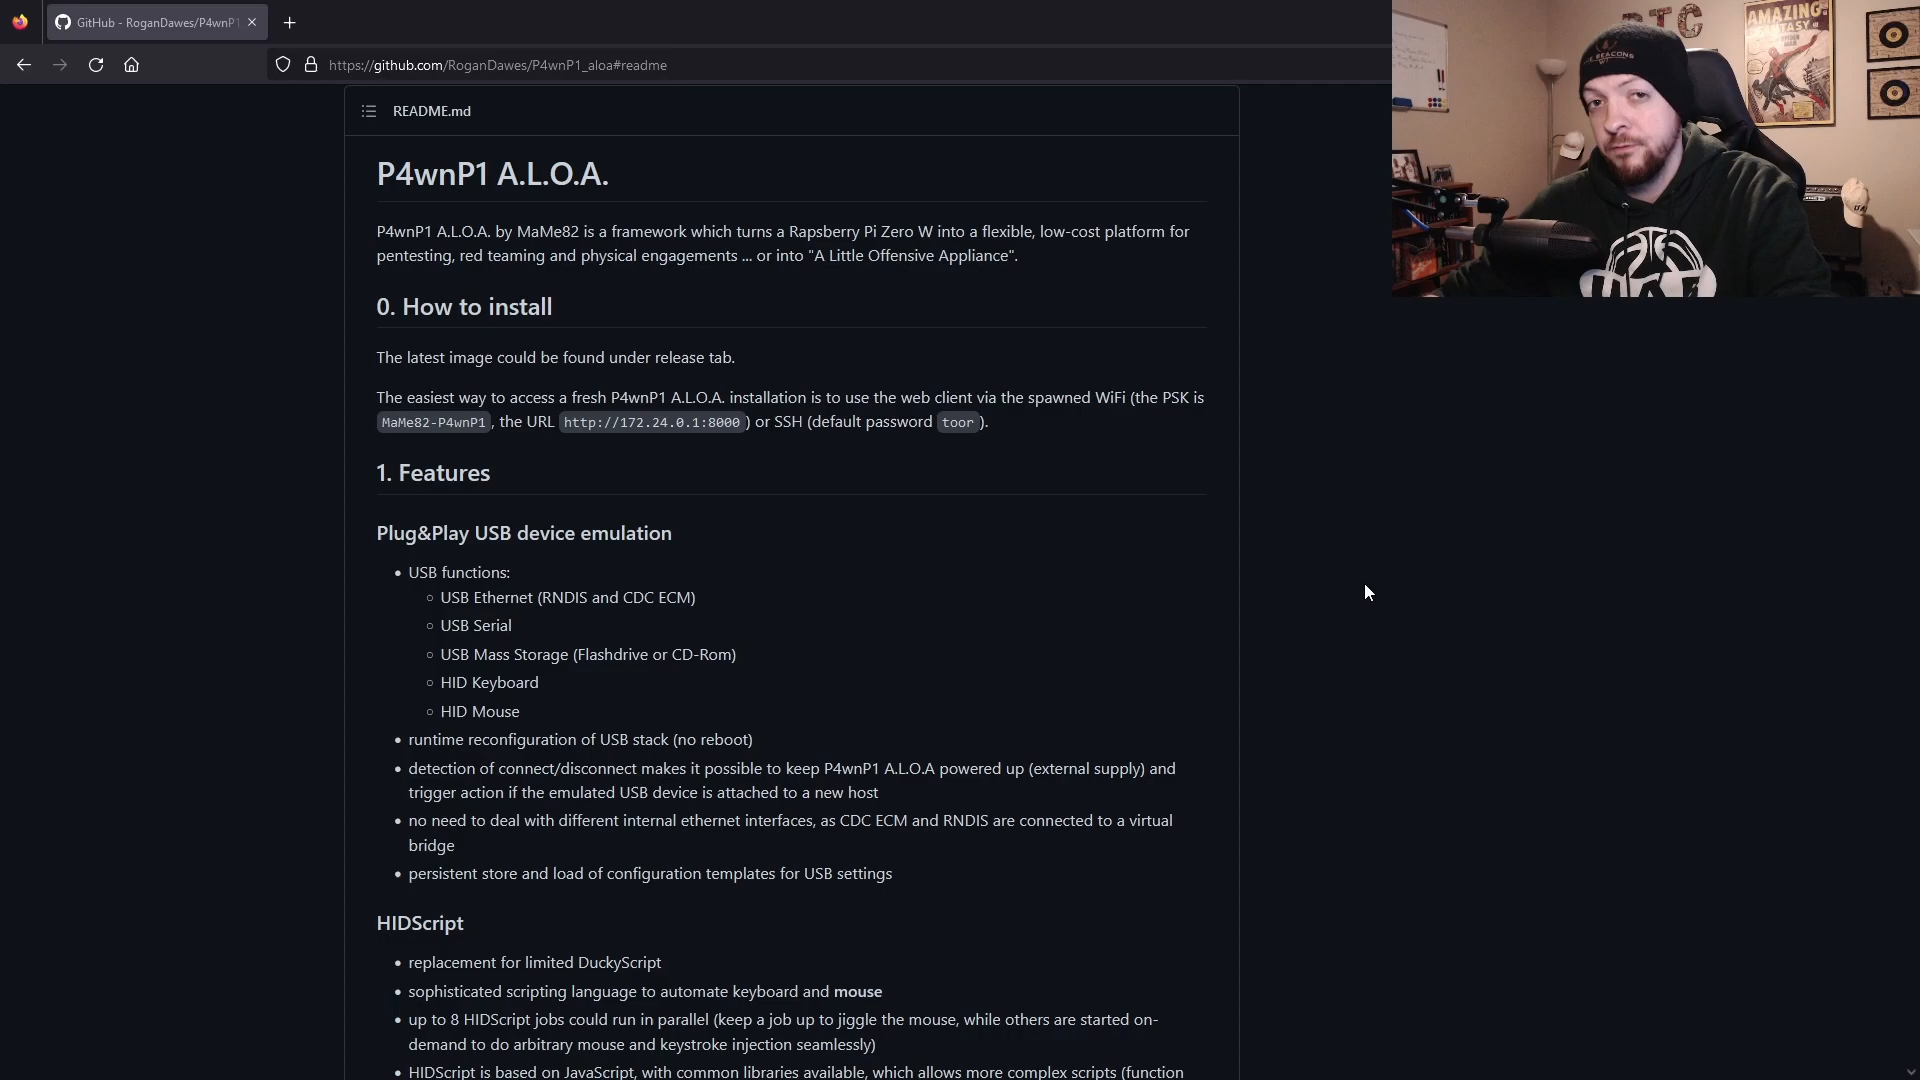 GitHub - RoganDawes/P4wnP1
https://github.com/RoganDawes/P4wnP1_aloa#readme
README.md
P4wnP1 A.L.O.A.
P4wnP1 A.L.O.A. by MaMe82 is a framework which turns a Rapsberry Pi Zero W into a flexible, low-cost platform for
pentesting, red teaming and physical engagements ... or into "A Little Offensive Appliance".
0. How to install
The latest image could be found under release tab.
The easiest way to access a fresh P4wnP1 A.L.O.A. installation is to use the web client via the spawned WiFi (the PSK is
MaMe82-P4wnP1, the URL http://172.24.0.1:8000) or SSH (default password toor).
1. Features
Plug&Play USB device emulation
• USB functions:
○ USB Ethernet (RNDIS and CDC ECM)
○ USB Serial
○ USB Mass Storage (Flashdrive or CD-Rom)
○ HID Keyboard
○ HID Mouse
• runtime reconfiguration of USB stack (no reboot)
• detection of connect/disconnect makes it possible to keep P4wnP1 A.L.O.A powered up (external supply) and
trigger action if the emulated USB device is attached to a new host
• no need to deal with different internal ethernet interfaces, as CDC ECM and RNDIS are connected to a virtual
bridge
• persistent store and load of configuration templates for USB settings
HIDScript
• replacement for limited DuckyScript
• sophisticated scripting language to automate keyboard and mouse
• up to 8 HIDScript jobs could run in parallel (keep a job up to jiggle the mouse, while others are started on-
demand to do arbitrary mouse and keystroke injection seamlessly)
• HIDScript is based on JavaScript, with common libraries available, which allows more complex scripts (function
AMAZING
FANTASY